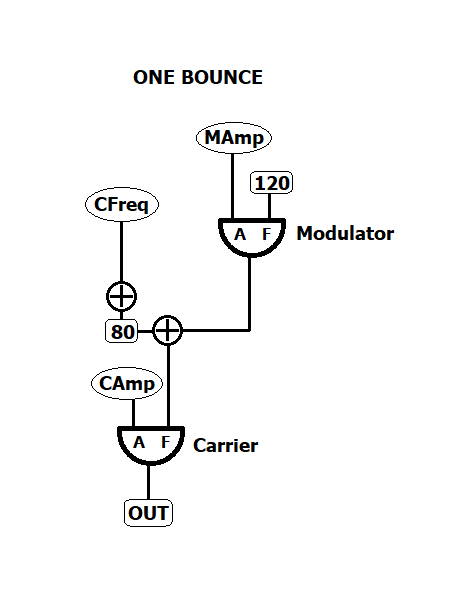 ONE BOUNCE
MAmp
120
CFreq
A F
Modulator
80
CAmp
A F
Carrier
OUT